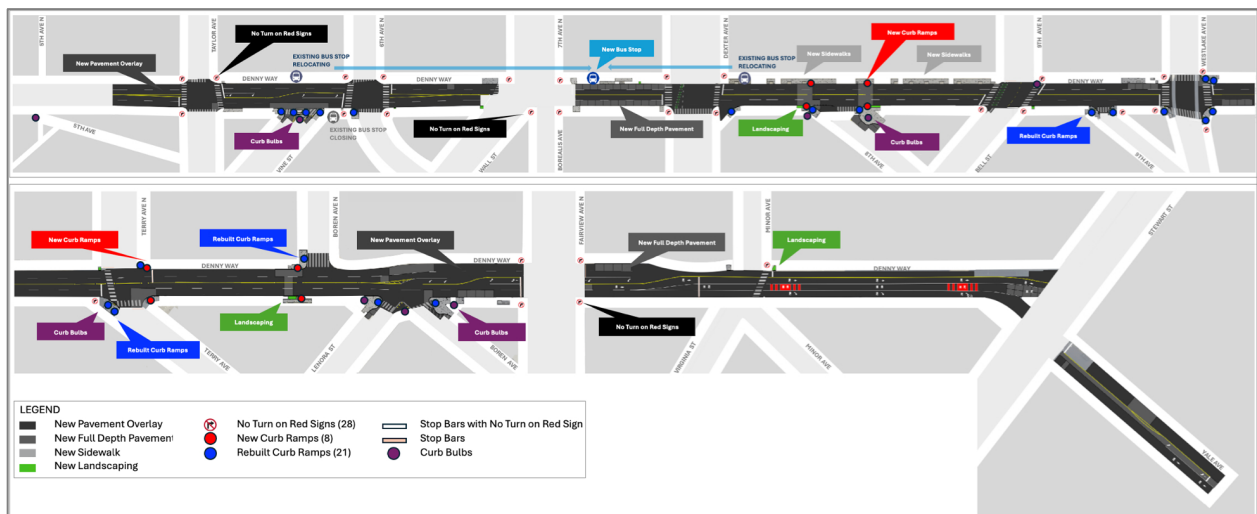 5TH AVE N
TAYLOR AVE
No Turn on Red Signs
6TH AVE N
7TH AVE N
New Bus Stop
DEXTER AVE N
EXISTING BUS STOP
RELOCATING
New Curb Ramps
New Sidewalks
New Sidewalks
9TH AVE N
WESTLAKE AVE N
New Pavement Overlay
EXISTING BUS STOP
RELOCATING
DENNY WAY
DENNY WAY
DENNY WAY
DENNY WAY
5TH AVE
Curb Bulbs
VINE ST
EXISTING BUS STOP
CLOSING
No Turn on Red Signs
WALL ST
BOREALIS AVE
New Full Depth Pavement
Landscaping
Curb Bulbs
8TH AVE
BELL ST
Rebuilt Curb Ramps
9TH AVE
TERRY AVE N
New Curb Ramps
Rebuilt Curb Ramps
BOREN AVE N
New Pavement Overlay
FAIRVIEW AVE N
New Full Depth Pavement
MINOR AVE
Landscaping
STEWART ST
DENNY WAY
DENNY WAY
DENNY WAY
Curb Bulbs
Rebuilt Curb Ramps
TERRY AVE
Landscaping
LENORA ST
Curb Bulbs
BOREN AVE
No Turn on Red Signs
VIRGINIA ST
MINOR AVE
YALE AVE
LEGEND
New Pavement Overlay
New Full Depth Pavement
New Sidewalk
New Landscaping
No Turn on Red Signs (28)
New Curb Ramps (8)
Rebuilt Curb Ramps (21)
Stop Bars with No Turn on Red Sign
Stop Bars
Curb Bulbs